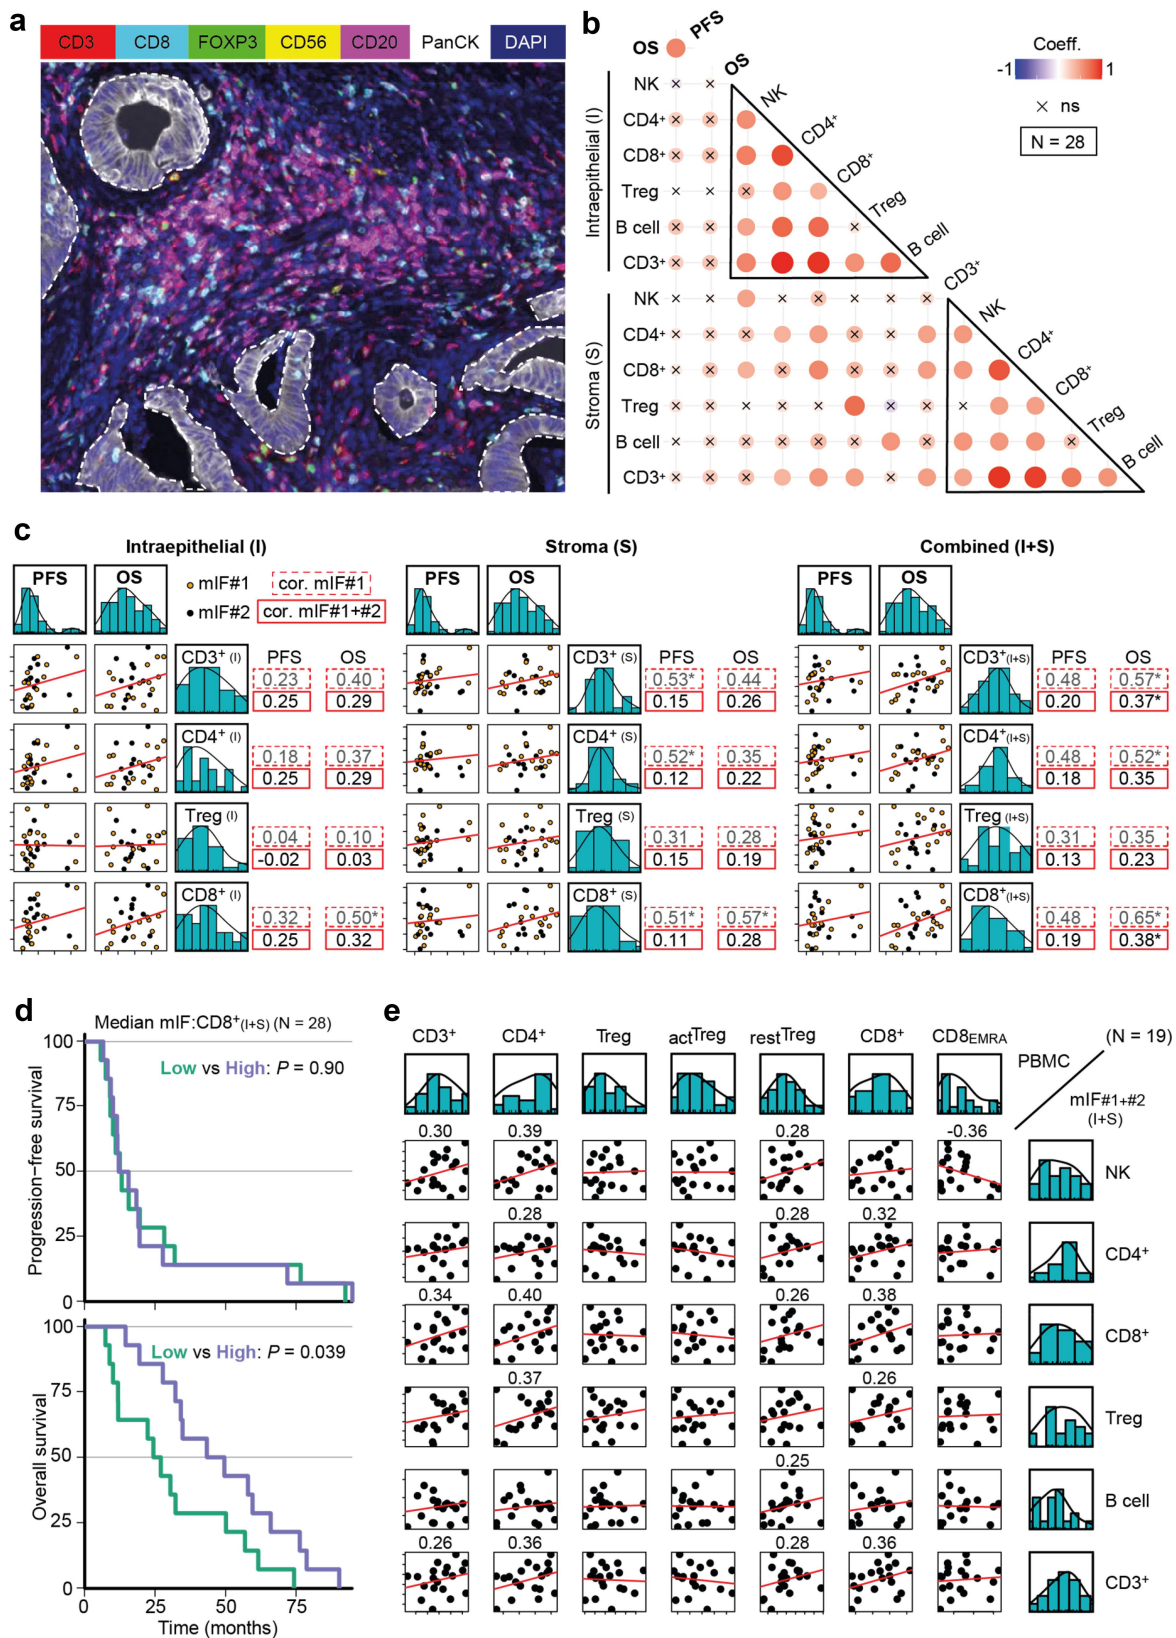 a
CD3 CD8 FOXP3 CD56 CD20 PanCK DAPI
b
PFS
OS
OS
Coeff.
-1 1
× ns
N = 28
Intraepithelial (I)
NK
CD4+
CD8+
Treg
B cell
CD3+
NK
CD4+
CD8+
Treg
B cell
CD3+
Stroma (S)
NK
CD4+
CD8+
Treg
B cell
CD3+
NK
CD4+
CD8+
Treg
B cell
c
Intraepithelial (I)
PFS OS
mIF#1 cor. mIF#1
mIF#2 cor. mIF#1+#2
CD3+ (I) PFS OS
0.23 0.40
0.25 0.29
CD4+ (I)
0.18 0.37
0.25 0.29
Treg (I)
0.04 0.10
-0.02 0.03
CD8+ (I)
0.32 0.50*
0.25 0.32
Stroma (S)
PFS OS
CD3+ (S) PFS OS
0.53* 0.44
0.15 0.26
CD4+ (S)
0.52* 0.35
0.12 0.22
Treg (S)
0.31 0.28
0.15 0.19
CD8+ (S)
0.51* 0.57*
0.11 0.28
Combined (I+S)
PFS OS
CD3+ (I+S) PFS OS
0.48 0.57*
0.20 0.37*
CD4+ (I+S)
0.48 0.52*
0.18 0.35
Treg (I+S)
0.31 0.35
0.13 0.23
CD8+ (I+S)
0.48 0.65*
0.19 0.38*
d
Median mIF:CD8+(I+S) (N = 28)
Low vs High: P = 0.90
Progression–free survival
100
75
50
25
0
Low vs High: P = 0.039
Overall survival
100
75
50
25
0
0 25 50 75
Time (months)
e
CD3+ CD4+ Treg actTreg restTreg CD8+ CD8EMRA
(N = 19)
PBMC
mIF#1+#2
(I+S)
0.30 0.39 0.28 -0.36
NK
0.28 0.28 0.32
CD4+
0.34 0.40 0.26 0.38
CD8+
0.37 0.26
Treg
0.25
B cell
0.26 0.36 0.28 0.36
CD3+